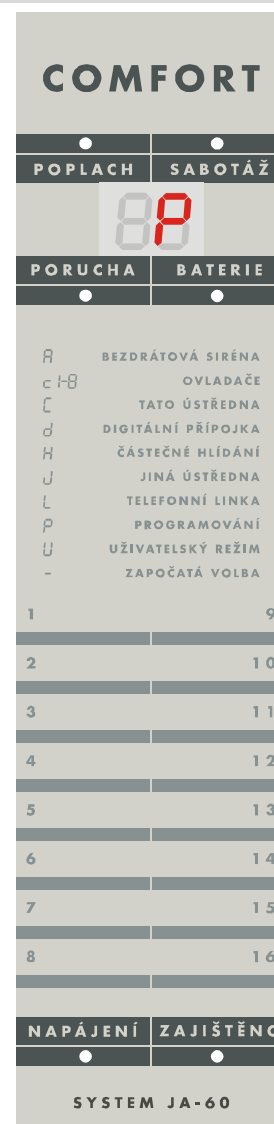 COMFORT
POPLACH SABOTÁŽ
P
PORUCHA BATERIE
A BEZDRÁTOVÁ SIRÉNA
c1-8 OVLADAČE
C TATO ÚSTŘEDNA
d DIGITÁLNÍ PŘÍPOJKA
H ČÁSTEČNÉ HLÍDÁNÍ
J JINÁ ÚSTŘEDNA
L TELEFONNÍ LINKA
P PROGRAMOVÁNÍ
U UŽIVATELSKÝ REŽIM
- ZAPOČATÁ VOLBA
1 9
2 10
3 11
4 12
5 13
6 14
7 15
8 16
NAPÁJENÍ ZAJIŠTĚNO
SYSTEM JA-60